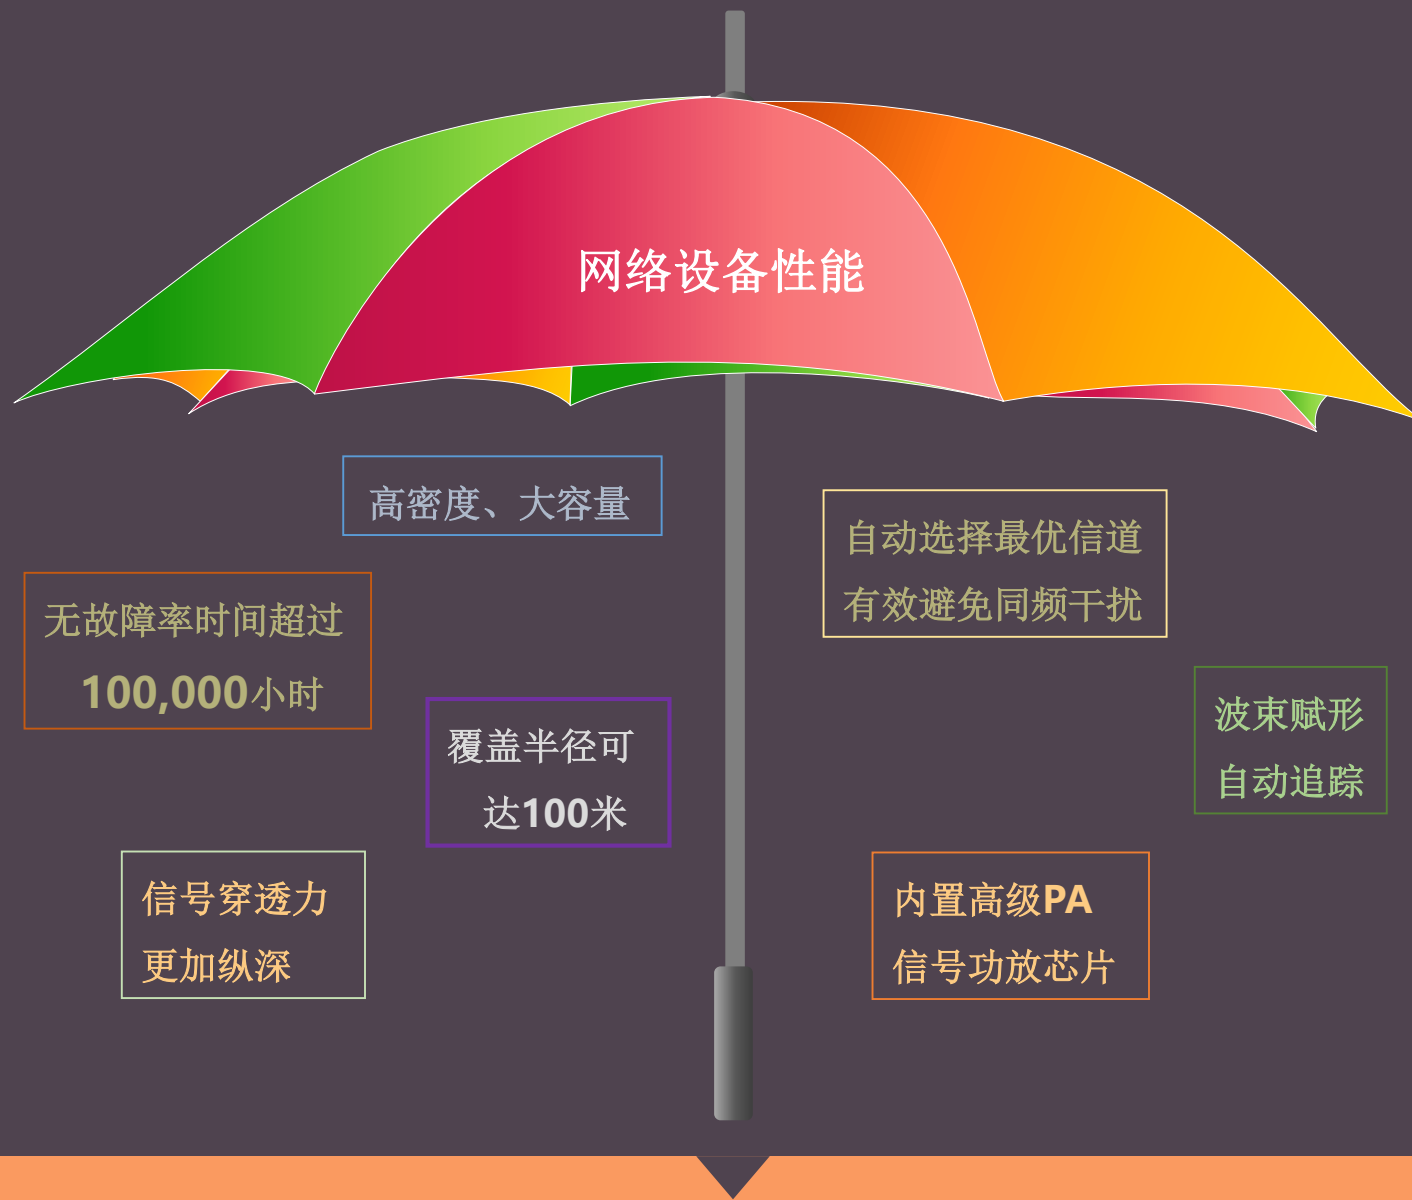 网络设备性能
高密度、大容量
自动选择最优信道
有效避免同频干扰
无故障率时间超过
100,000小时
覆盖半径可
达100米
波束赋形
自动追踪
信号穿透力
更加纵深
内置高级PA
信号功放芯片